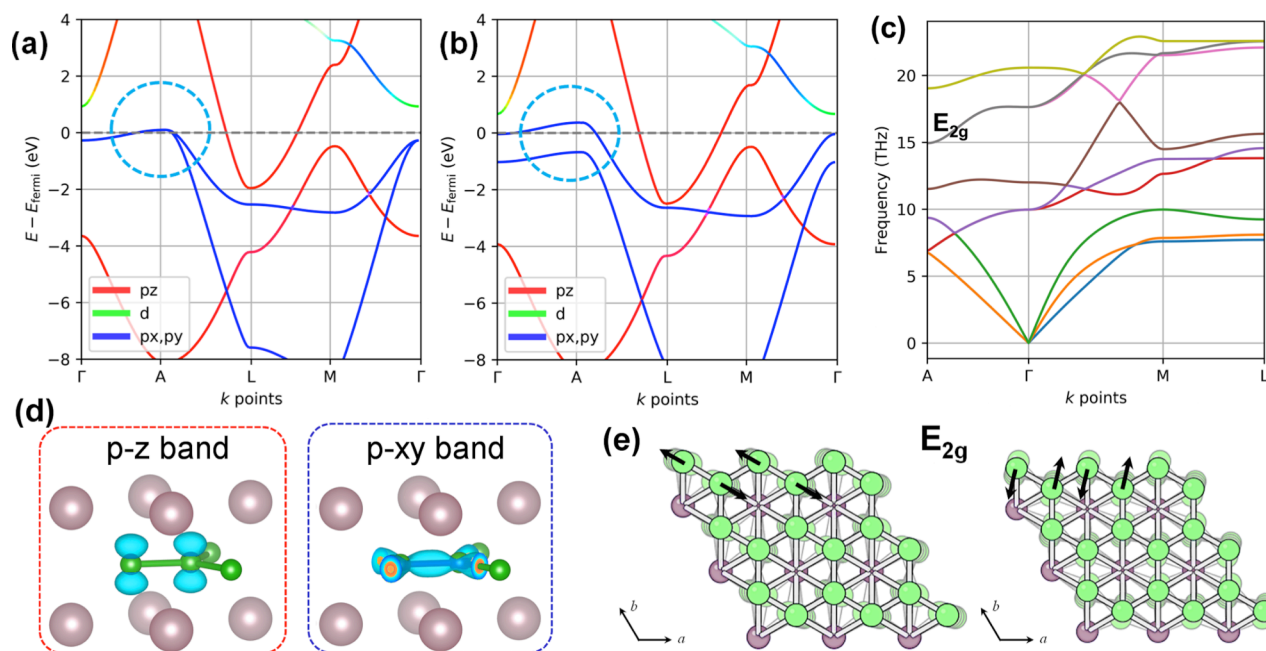 (a)
4
2
0
−2
−4
−6
−8
E − E_fermi (eV)
pz
d
px,py
Γ A L M Γ
k points
(b)
4
2
0
−2
−4
−6
−8
E − E_fermi (eV)
pz
d
px,py
Γ A L M Γ
k points
(c)
20
15
10
5
0
Frequency (THz)
E₂g
A Γ M L
k points
(d)
p-z band
p-xy band
(e)
E₂g
b
a
b
a